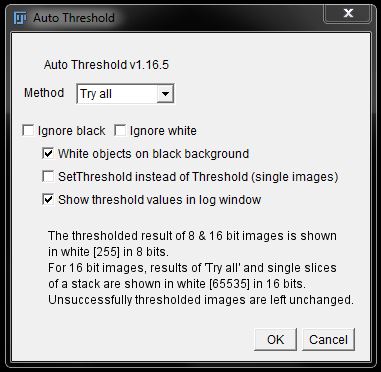 Auto Threshold
Auto Threshold v1.16.5
Method Try all
Ignore black Ignore white
White objects on black background
SetThreshold instead of Threshold (single images)
Show threshold values in log window
The thresholded result of 8 & 16 bit images is shown
in white [255] in 8 bits.
For 16 bit images, results of 'Try all' and single slices
of a stack are shown in white [65535] in 16 bits.
Unsuccessfully thresholded images are left unchanged.
OK Cancel